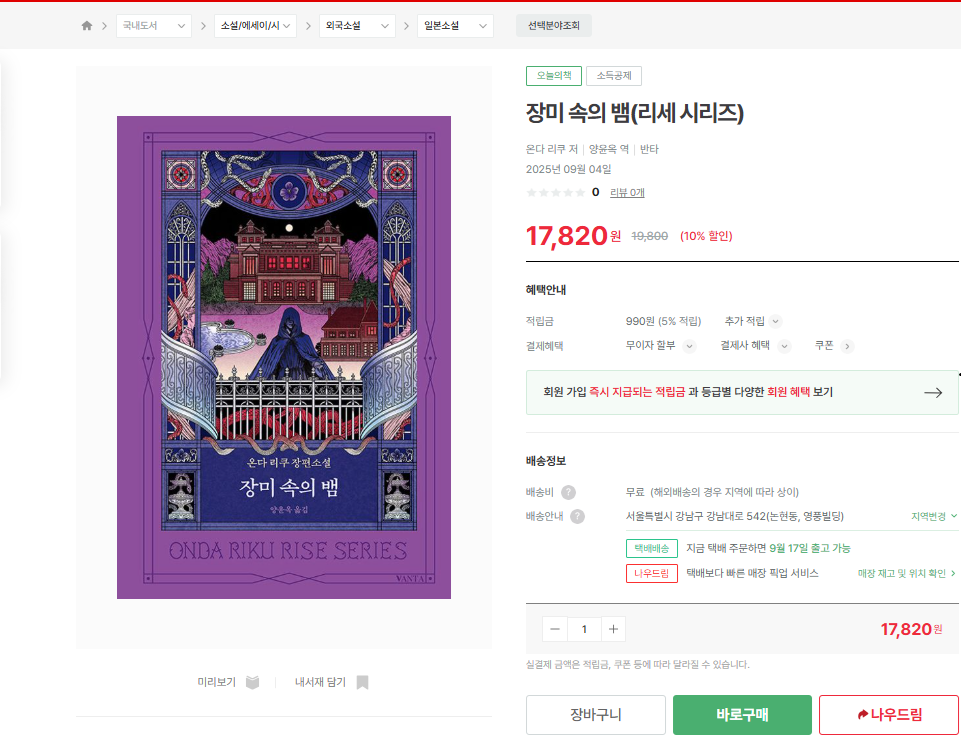 국내도서
소설/에세이/시
외국소설
일본소설
선택분야조회
온다 리쿠 장편소설
장미 속의 뱀
양윤옥 옮김
ONDA RIKU RISE SERIES
VANTA
미리보기
내서재 담기
오늘의책 소득공제
장미 속의 뱀(리세 시리즈)
온다 리쿠 저 | 양윤옥 역 | 반타
2025년 09월 04일
0 리뷰 0개
17,820원 19,800 (10% 할인)
혜택안내
적립금 990원 (5% 적립) 추가 적립
결제혜택 무이자 할부 결제사 혜택 쿠폰
회원 가입 즉시 지급되는 적립금 과 등급별 다양한 회원 혜택 보기
배송정보
배송비 ? 무료 (해외배송의 경우 지역에 따라 상이)
배송안내 ? 서울특별시 강남구 강남대로 542(논현동, 영풍빌딩) 지역변경
택배배송 지금 택배 주문하면 9월 17일 출고 가능
나우드림 택배보다 빠른 매장 픽업 서비스 매장 재고 및 위치 확인
1 17,820원
실결제 금액은 적립금, 쿠폰 등에 따라 달라질 수 있습니다.
장바구니 바로구매 나우드림